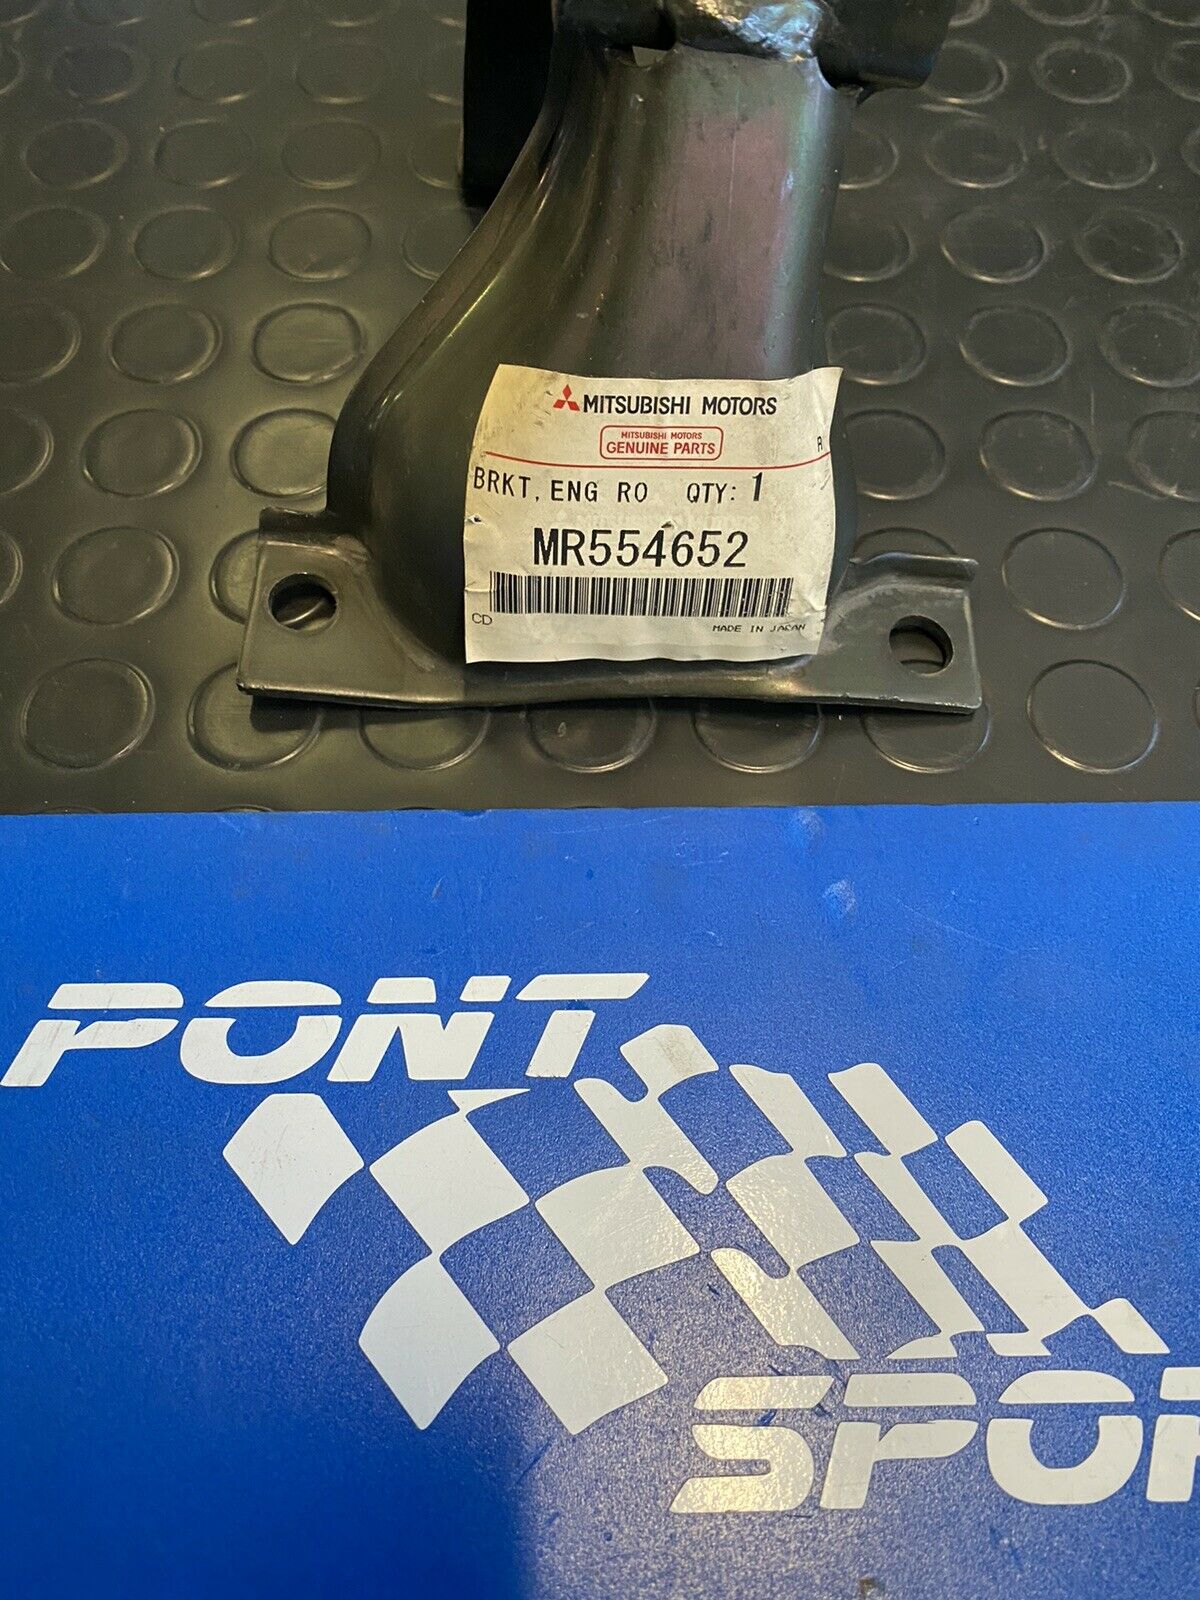 MITSUBISHI MOTORS
MITSUBISHI MOTORS
GENUINE PARTS
R
BRKT, ENG RO QTY: 1
MR554652
CD
MADE IN JAPAN
PONT
SPOR